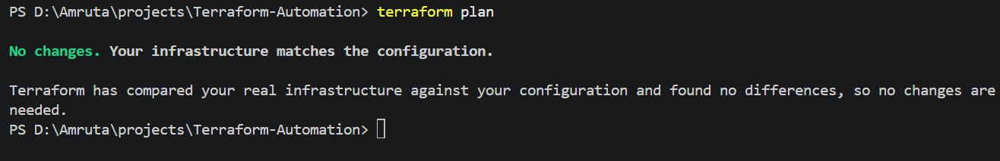 PS D:\Amruta\projects\Terraform-Automation> terraform plan
No changes. Your infrastructure matches the configuration.
Terraform has compared your real infrastructure against your configuration and found no differences, so no changes are
needed.
PS D:\Amruta\projects\Terraform-Automation>